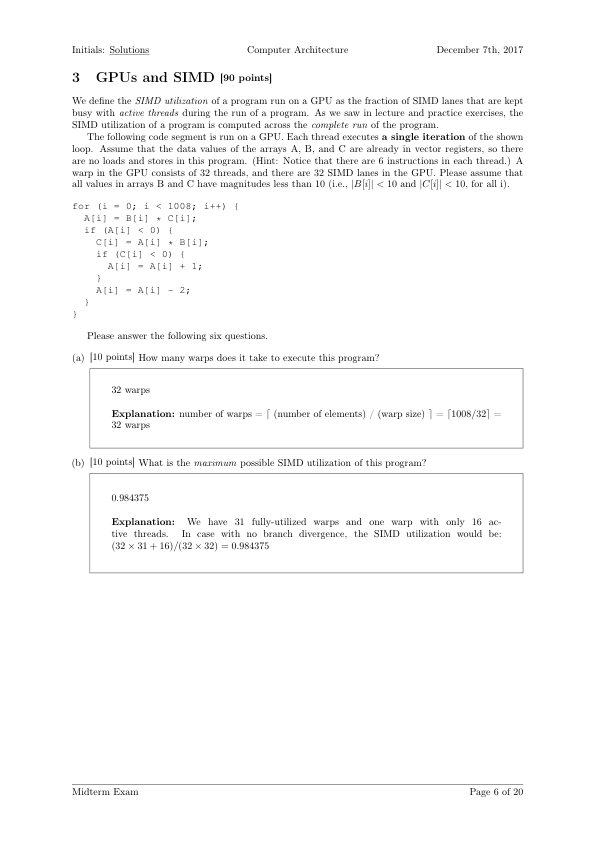 Initials: Solutions Computer Architecture December 7th, 2017
3 GPUs and SIMD [90 points]
We define the SIMD utilization of a program run on a GPU as the fraction of SIMD lanes that are kept
busy with active threads during the run of a program. As we saw in lecture and practice exercises, the
SIMD utilization of a program is computed across the complete run of the program.
The following code segment is run on a GPU. Each thread executes a single iteration of the shown
loop. Assume that the data values of the arrays A, B, and C are already in vector registers, so there
are no loads and stores in this program. (Hint: Notice that there are 6 instructions in each thread.) A
warp in the GPU consists of 32 threads, and there are 32 SIMD lanes in the GPU. Please assume that
all values in arrays B and C have magnitudes less than 10 (i.e., |B[i]| < 10 and |C[i]| < 10, for all i).
for (i = 0; i < 1008; i++) {
A[i] = B[i] * C[i];
if (A[i] < 0) {
C[i] = A[i] * B[i];
if (C[i] < 0) {
A[i] = A[i] + 1;
}
A[i] = A[i] - 2;
}
}
Please answer the following six questions.
(a) [10 points] How many warps does it take to execute this program?
32 warps
Explanation: number of warps = ⌈ (number of elements) / (warp size) ⌉ = ⌈1008/32⌉ =
32 warps
(b) [10 points] What is the maximum possible SIMD utilization of this program?
0.984375
Explanation: We have 31 fully-utilized warps and one warp with only 16 ac-
tive threads. In case with no branch divergence, the SIMD utilization would be:
(32 × 31 + 16)/(32 × 32) = 0.984375
Midterm Exam Page 6 of 20